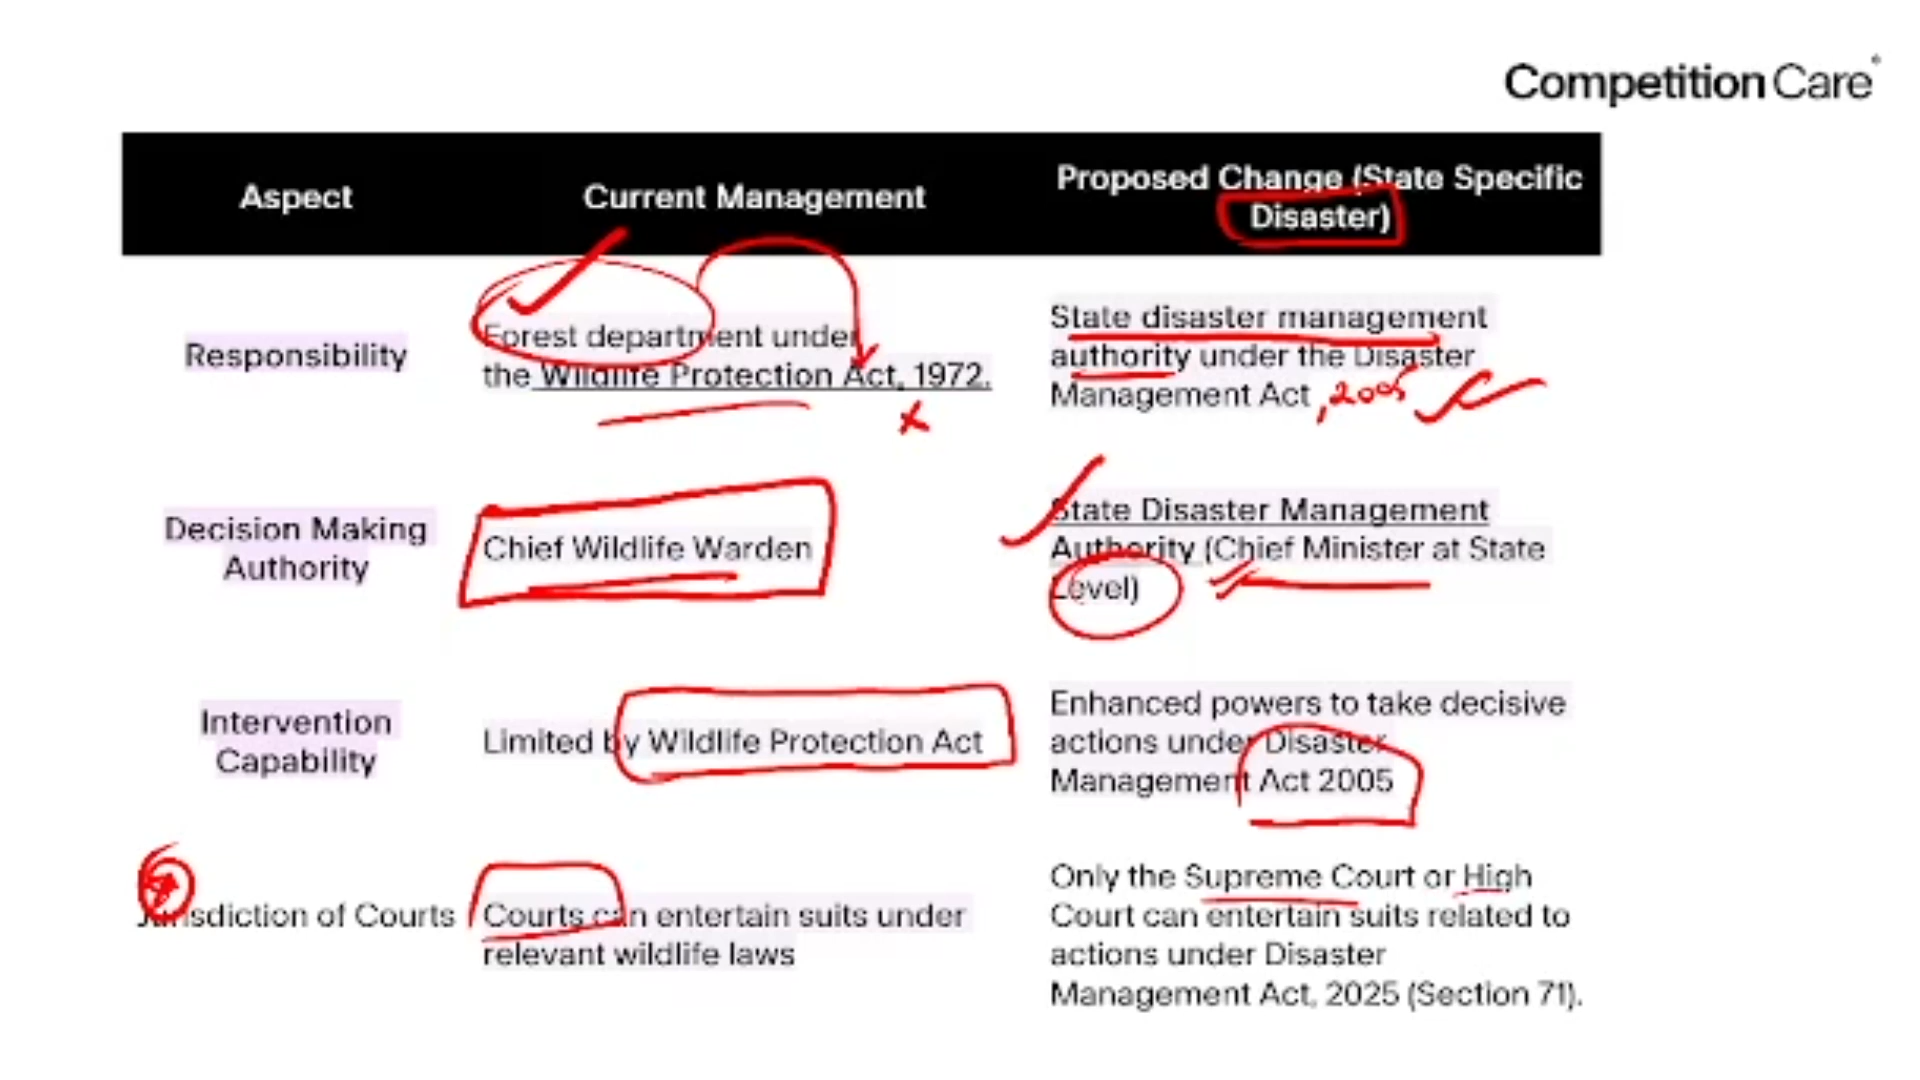 Competition Care
Aspect
Current Management
Proposed Change (State Specific
Disaster)
Responsibility
Forest department under
the Wildlife Protection Act, 1972.
State disaster management
authority under the Disaster
Management Act ,2005
Decision Making
Authority
Chief Wildlife Warden
State Disaster Management
Authority (Chief Minister at State
Level)
Intervention
Capability
Limited by Wildlife Protection Act
Enhanced powers to take decisive
actions under Disaster
Management Act 2005
Jurisdiction of Courts
Courts can entertain suits under
relevant wildlife laws
Only the Supreme Court or High
Court can entertain suits related to
actions under Disaster
Management Act, 2025 (Section 71).